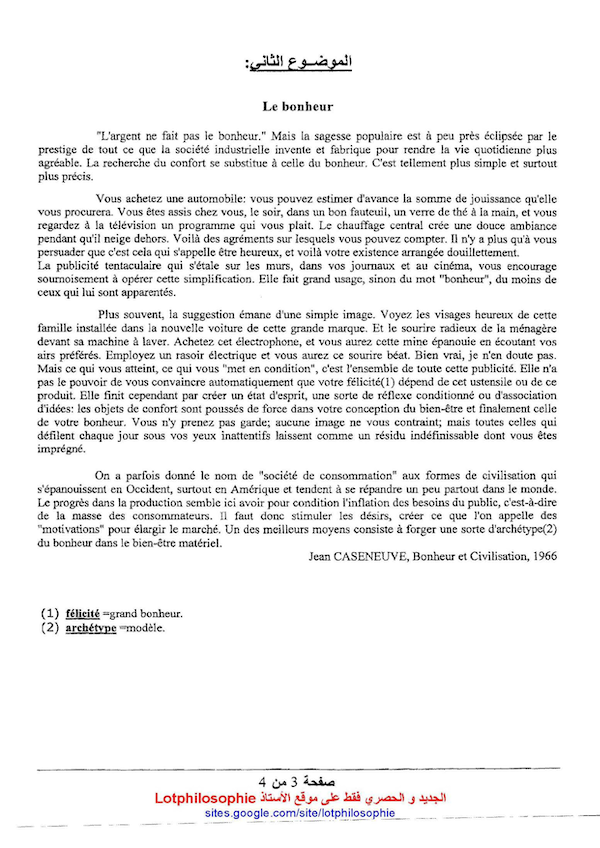 الموضــوع الثاني:
Le bonheur
"L'argent ne fait pas le bonheur." Mais la sagesse populaire est à peu près éclipsée par le
prestige de tout ce que la société industrielle invente et fabrique pour rendre la vie quotidienne plus
agréable. La recherche du confort se substitue à celle du bonheur. C'est tellement plus simple et surtout
plus précis.
Vous achetez une automobile: vous pouvez estimer d'avance la somme de jouissance qu'elle
vous procurera. Vous êtes assis chez vous, le soir, dans un bon fauteuil, un verre de thé à la main, et vous
regardez à la télévision un programme qui vous plait. Le chauffage central crée une douce ambiance
pendant qu'il neige dehors. Voilà des agréments sur lesquels vous pouvez compter. Il n'y a plus qu'à vous
persuader que c'est cela qui s'appelle être heureux, et voilà votre existence arrangée douillettement.
La publicité tentaculaire qui s'étale sur les murs, dans vos journaux et au cinéma, vous encourage
sournoisement à opérer cette simplification. Elle fait grand usage, sinon du mot "bonheur", du moins de
ceux qui lui sont apparentés.
Plus souvent, la suggestion émane d'une simple image. Voyez les visages heureux de cette
famille installée dans la nouvelle voiture de cette grande marque. Et le sourire radieux de la ménagère
devant sa machine à laver. Achetez cet électrophone, et vous aurez cette mine épanouie en écoutant vos
airs préférés. Employez un rasoir électrique et vous aurez ce sourire béat. Bien vrai, je n'en doute pas.
Mais ce qui vous atteint, ce qui vous "met en condition", c'est l'ensemble de toute cette publicité. Elle n'a
pas le pouvoir de vous convaincre automatiquement que votre félicité(1) dépend de cet ustensile ou de ce
produit. Elle finit cependant par créer un état d'esprit, une sorte de réflexe conditionné ou d'association
d'idées: les objets de confort sont poussés de force dans votre conception du bien-être et finalement celle
de votre bonheur. Vous n'y prenez pas garde; aucune image ne vous contraint; mais toutes celles qui
défilent chaque jour sous vos yeux inattentifs laissent comme un résidu indéfinissable dont vous êtes
imprégné.
On a parfois donné le nom de "société de consommation" aux formes de civilisation qui
s'épanouissent en Occident, surtout en Amérique et tendent à se répandre un peu partout dans le monde.
Le progrès dans la production semble ici avoir pour condition l'inflation des besoins du public, c'est-à-dire
de la masse des consommateurs. Il faut donc stimuler les désirs, créer ce que l'on appelle des
"motivations" pour élargir le marché. Un des meilleurs moyens consiste à forger une sorte d'archétype(2)
du bonheur dans le bien-être matériel.
Jean CASENEUVE, Bonheur et Civilisation, 1966
(1) félicité =grand bonheur.
(2) archétype =modèle.
صفحة 3 من 4
الجديد و الحصري فقط على موقع الأستاذ Lotphilosophie
sites.google.com/site/lotphilosophie